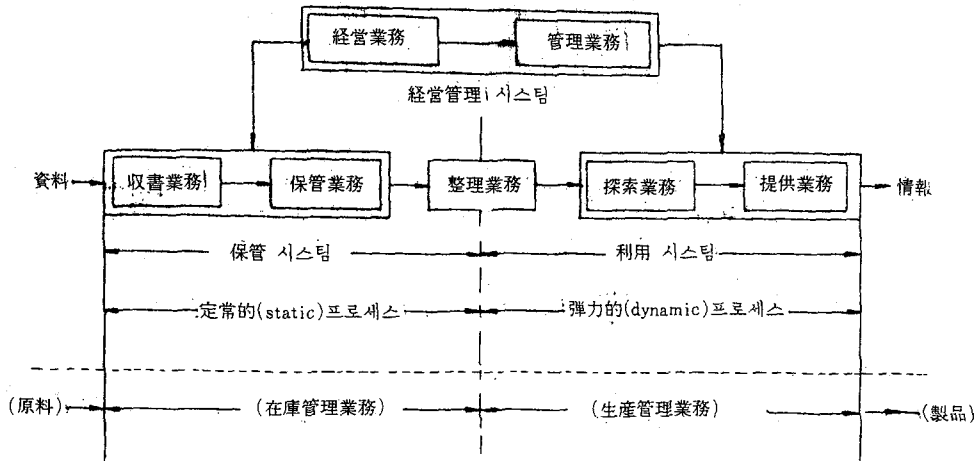 経営業務 管理業務
経営管理 시스팀
資料 収書業務 保管業務 整理業務 探索業務 提供業務 情報
保管 시스팀 利用 시스팀
定常的(static)프로세스 弾力的(dynamic)프로세스
(原料) (在庫管理業務) (生産管理業務) (製品)